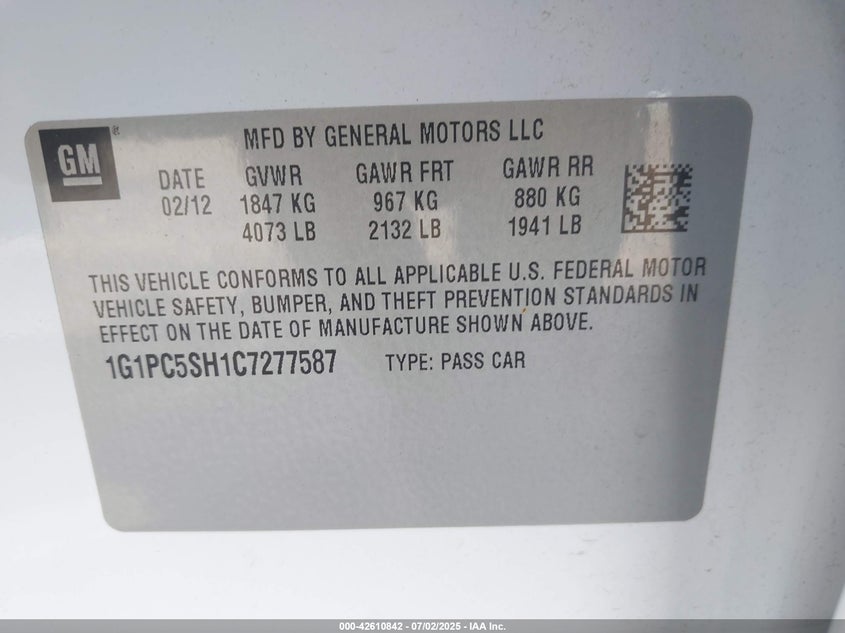 GM
MFD BY GENERAL MOTORS LLC
DATE GVWR GAWR FRT GAWR RR
02/12 1847 KG 967 KG 880 KG
4073 LB 2132 LB 1941 LB
THIS VEHICLE CONFORMS TO ALL APPLICABLE U.S. FEDERAL MOTOR
VEHICLE SAFETY, BUMPER, AND THEFT PREVENTION STANDARDS IN
EFFECT ON THE DATE OF MANUFACTURE SHOWN ABOVE.
1G1PC5SH1C7277587 TYPE: PASS CAR
000-42610842 - 07/02/2025 - IAA Inc.